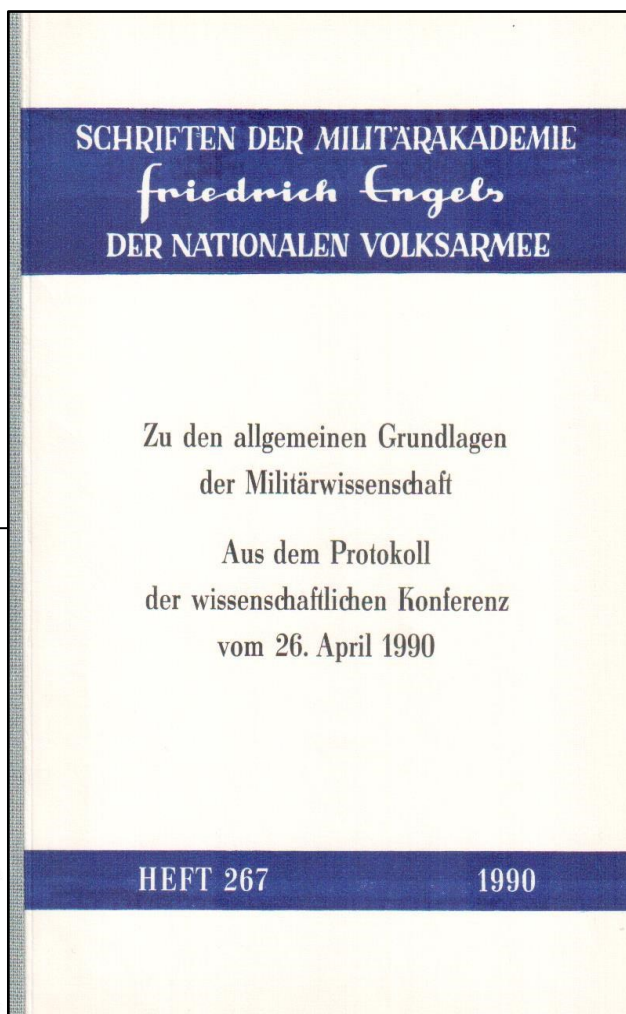 SCHRIFTEN DER MILITÄRAKADEMIE
Friedrich Engels
DER NATIONALEN VOLKSARMEE
Zu den allgemeinen Grundlagen
der Militärwissenschaft
Aus dem Protokoll
der wissenschaftlichen Konferenz
vom 26. April 1990
HEFT 267 1990